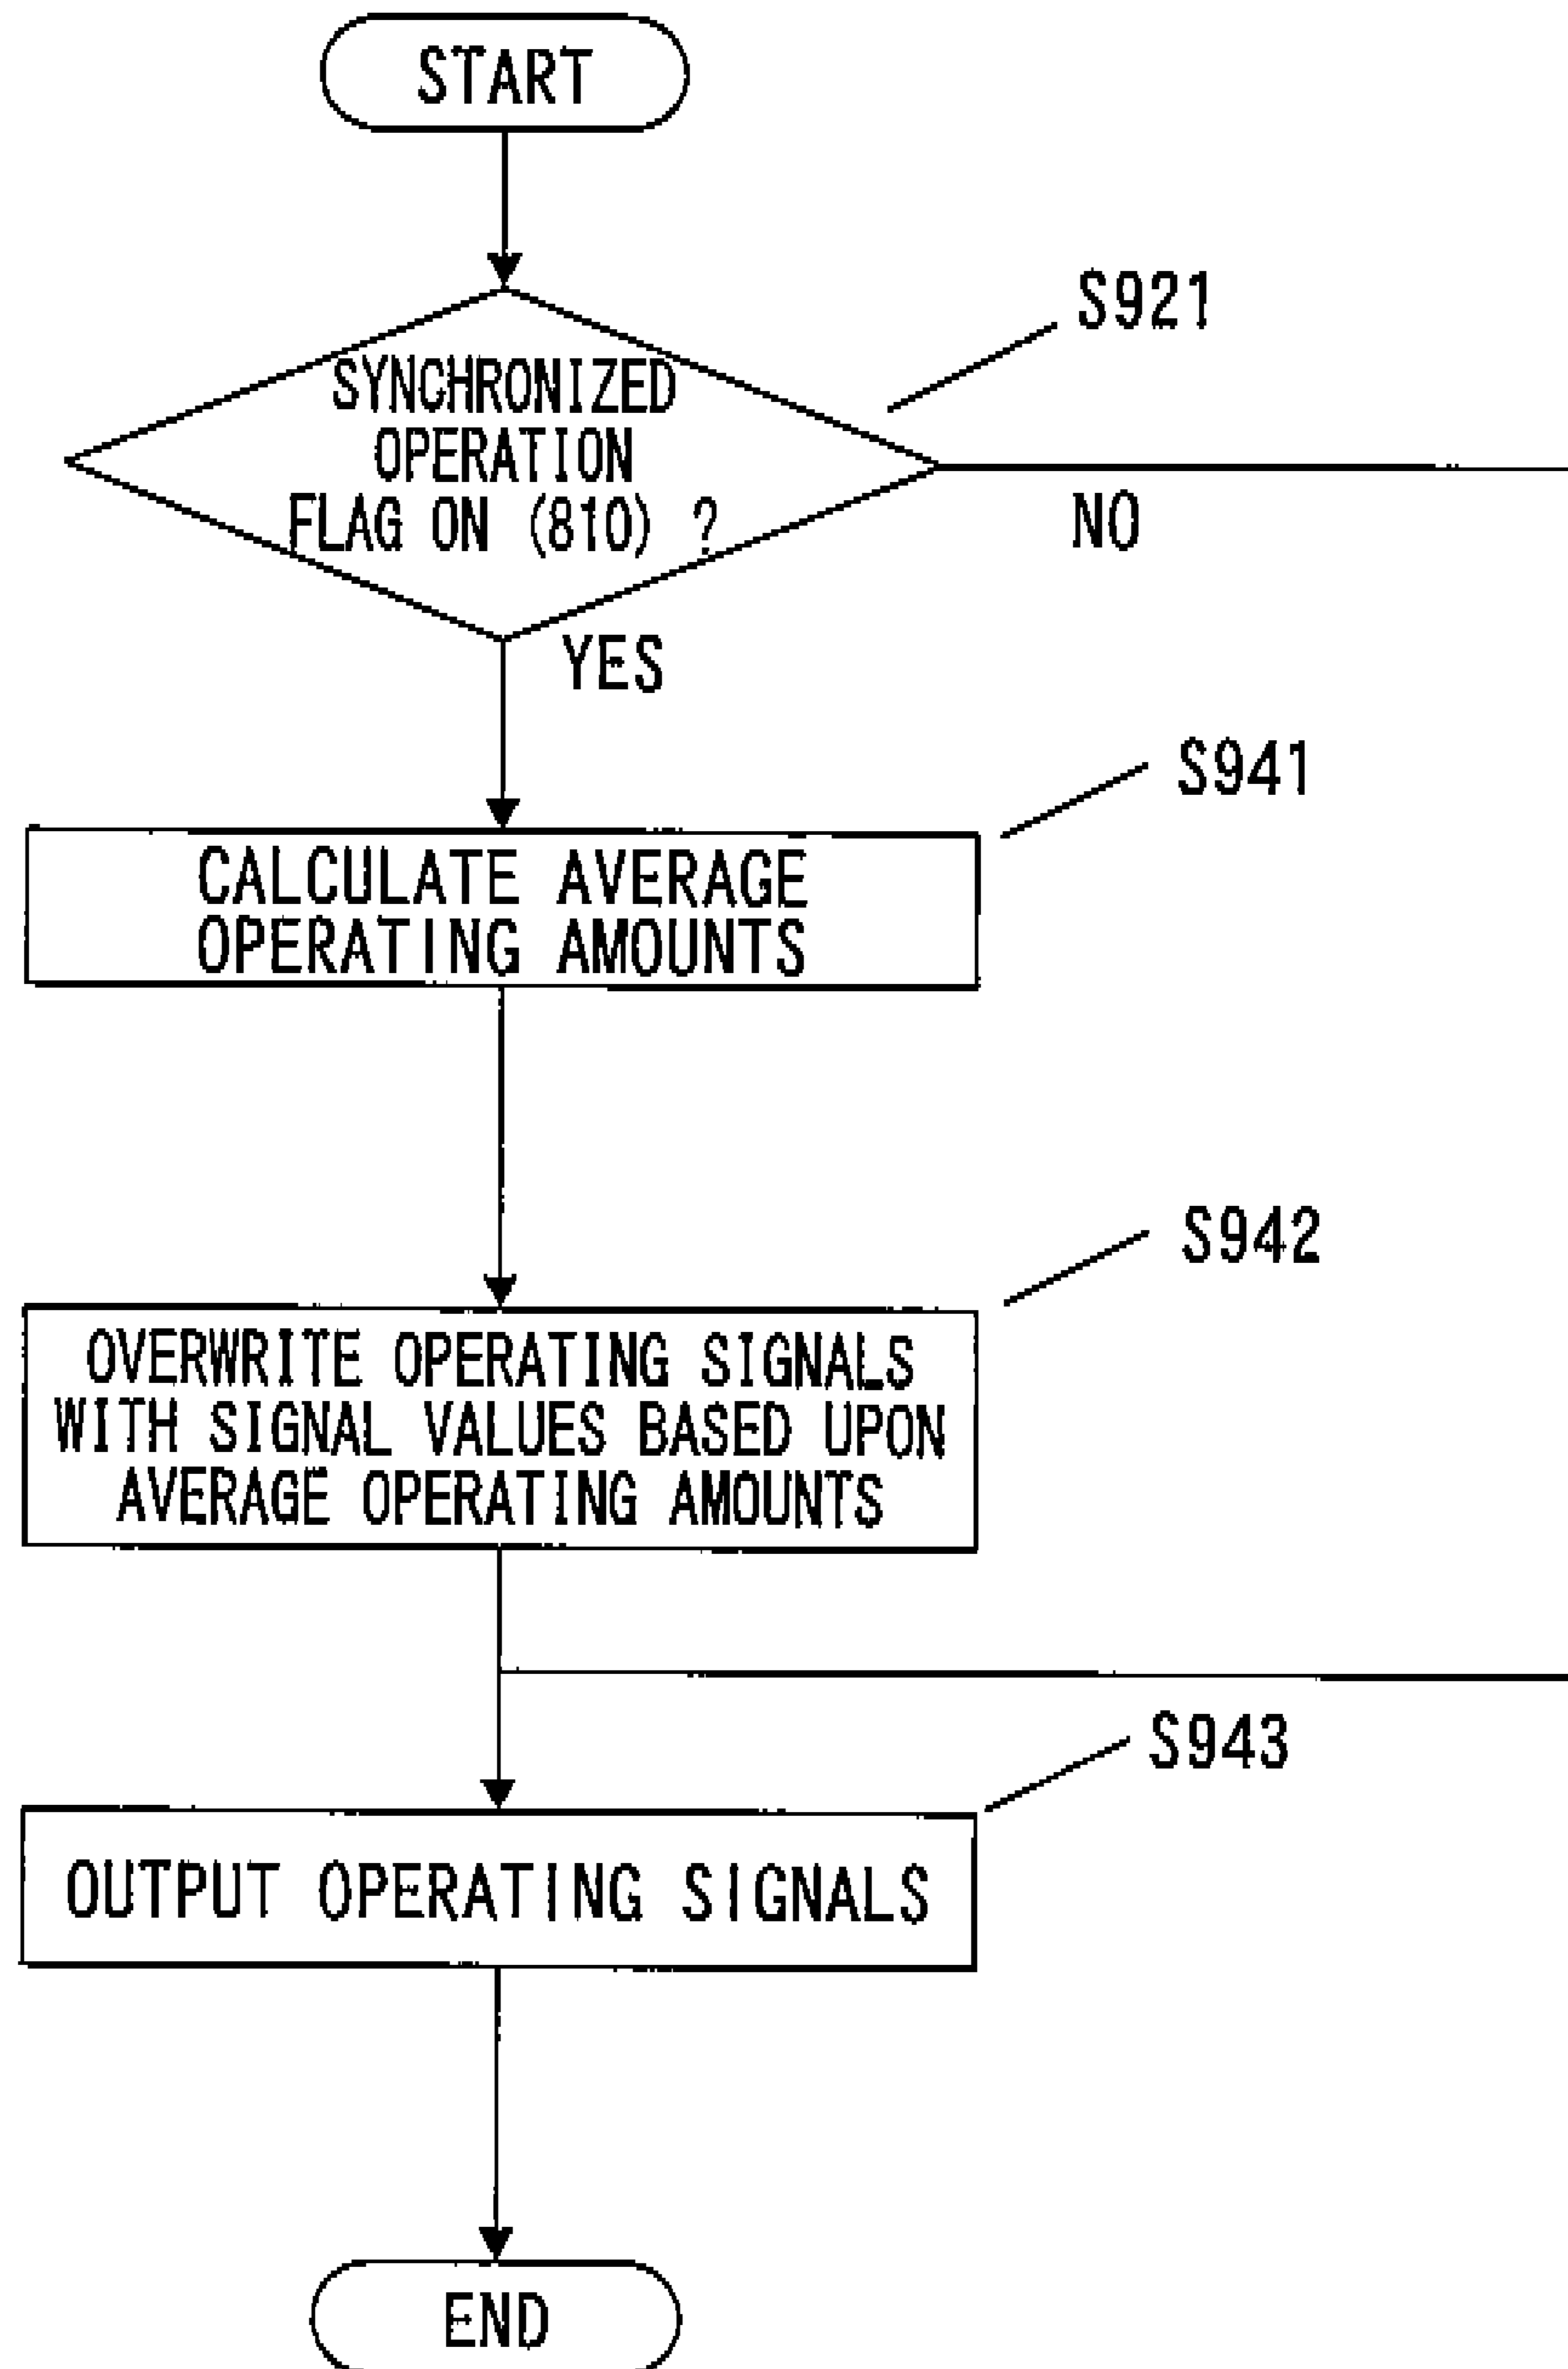 START
S921
SYNCHRONIZED
OPERATION
FLAG ON (810) ?
NO
YES
S941
CALCULATE AVERAGE
OPERATING AMOUNTS
S942
OVERWRITE OPERATING SIGNALS
WITH SIGNAL VALUES BASED UPON
AVERAGE OPERATING AMOUNTS
S943
OUTPUT OPERATING SIGNALS
END